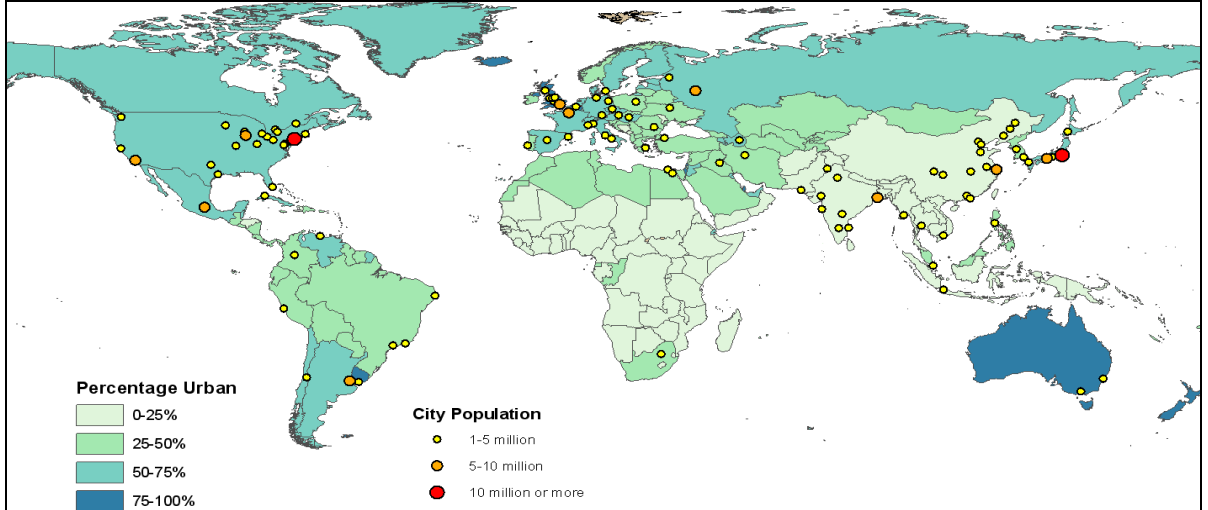 Percentage Urban
0-25%
25-50%
50-75%
75-100%
City Population
1-5 million
5-10 million
10 million or more